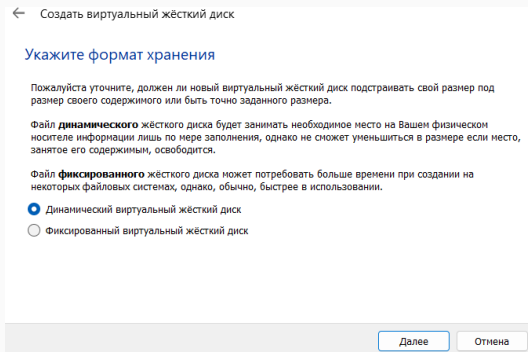 Создать виртуальный жёсткий диск
Укажите формат хранения
Пожалуйста уточните, должен ли новый виртуальный жёсткий диск подстраивать свой размер под
размер своего содержимого или быть точно заданного размера.
Файл динамического жёсткого диска будет занимать необходимое место на Вашем физическом
носителе информации лишь по мере заполнения, однако не сможет уменьшиться в размере если место,
занятое его содержимым, освободится.
Файл фиксированного жёсткого диска может потребовать больше времени при создании на
некоторых файловых системах, однако, обычно, быстрее в использовании.
Динамический виртуальный жёсткий диск
Фиксированный виртуальный жёсткий диск
Далее
Отмена